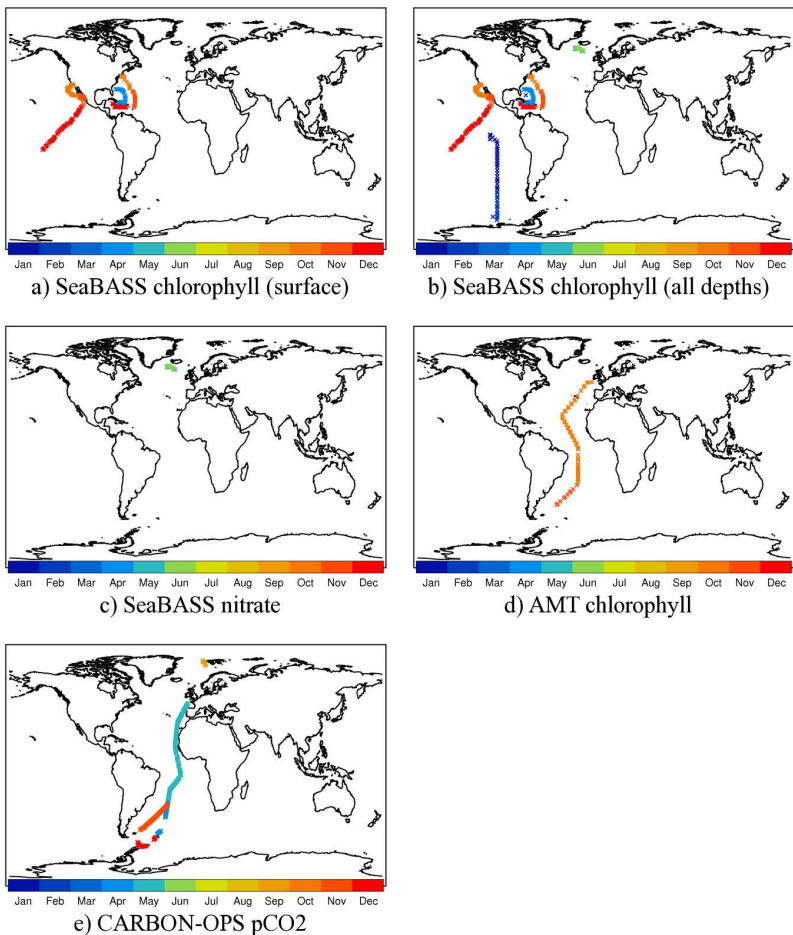 Jan Feb Mar Apr May Jun Jul Aug Sep Oct Nov Dec
a) SeaBASS chlorophyll (surface)
Jan Feb Mar Apr May Jun Jul Aug Sep Oct Nov Dec
b) SeaBASS chlorophyll (all depths)
Jan Feb Mar Apr May Jun Jul Aug Sep Oct Nov Dec
c) SeaBASS nitrate
Jan Feb Mar Apr May Jun Jul Aug Sep Oct Nov Dec
d) AMT chlorophyll
Jan Feb Mar Apr May Jun Jul Aug Sep Oct Nov Dec
e) CARBON-OPS pCO2